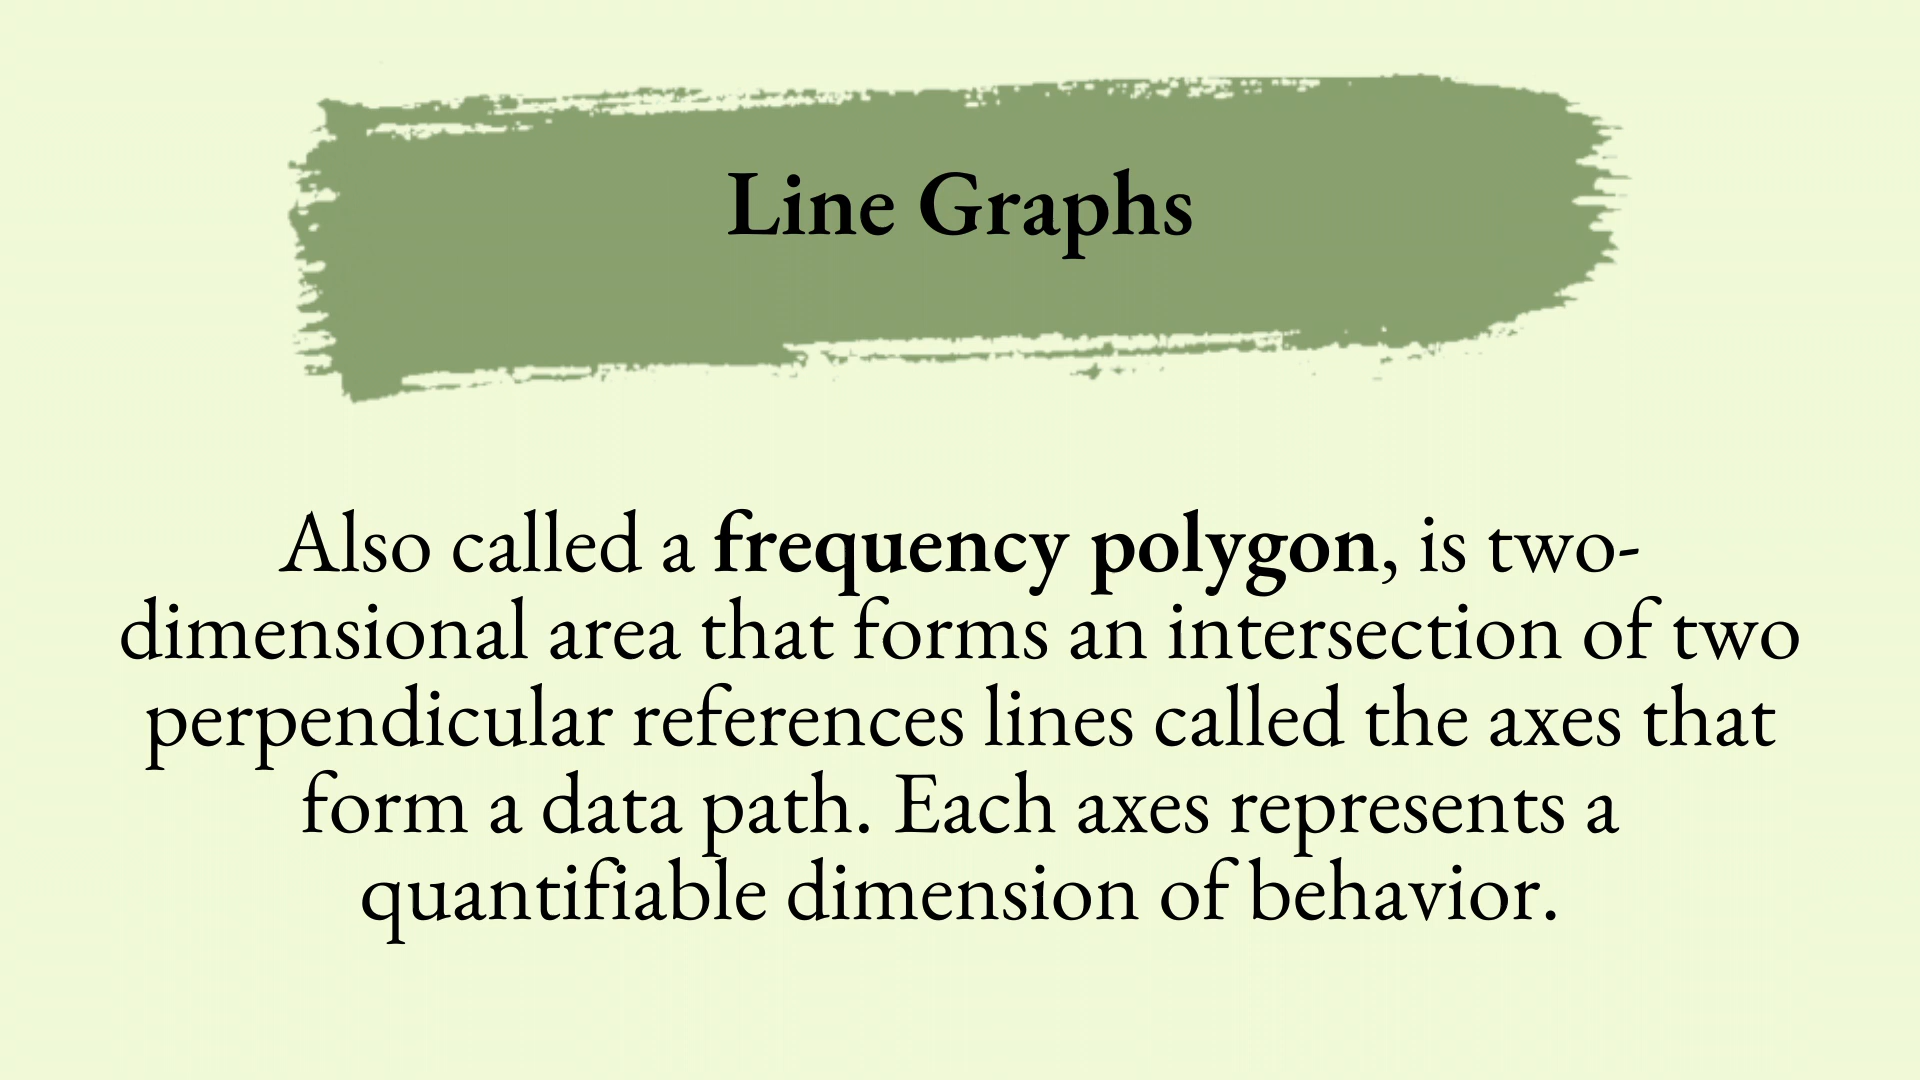 Line Graphs
Also called a frequency polygon, is two-
dimensional area that forms an intersection of two
perpendicular references lines called the axes that
form a data path. Each axes represents a
quantifiable dimension of behavior.